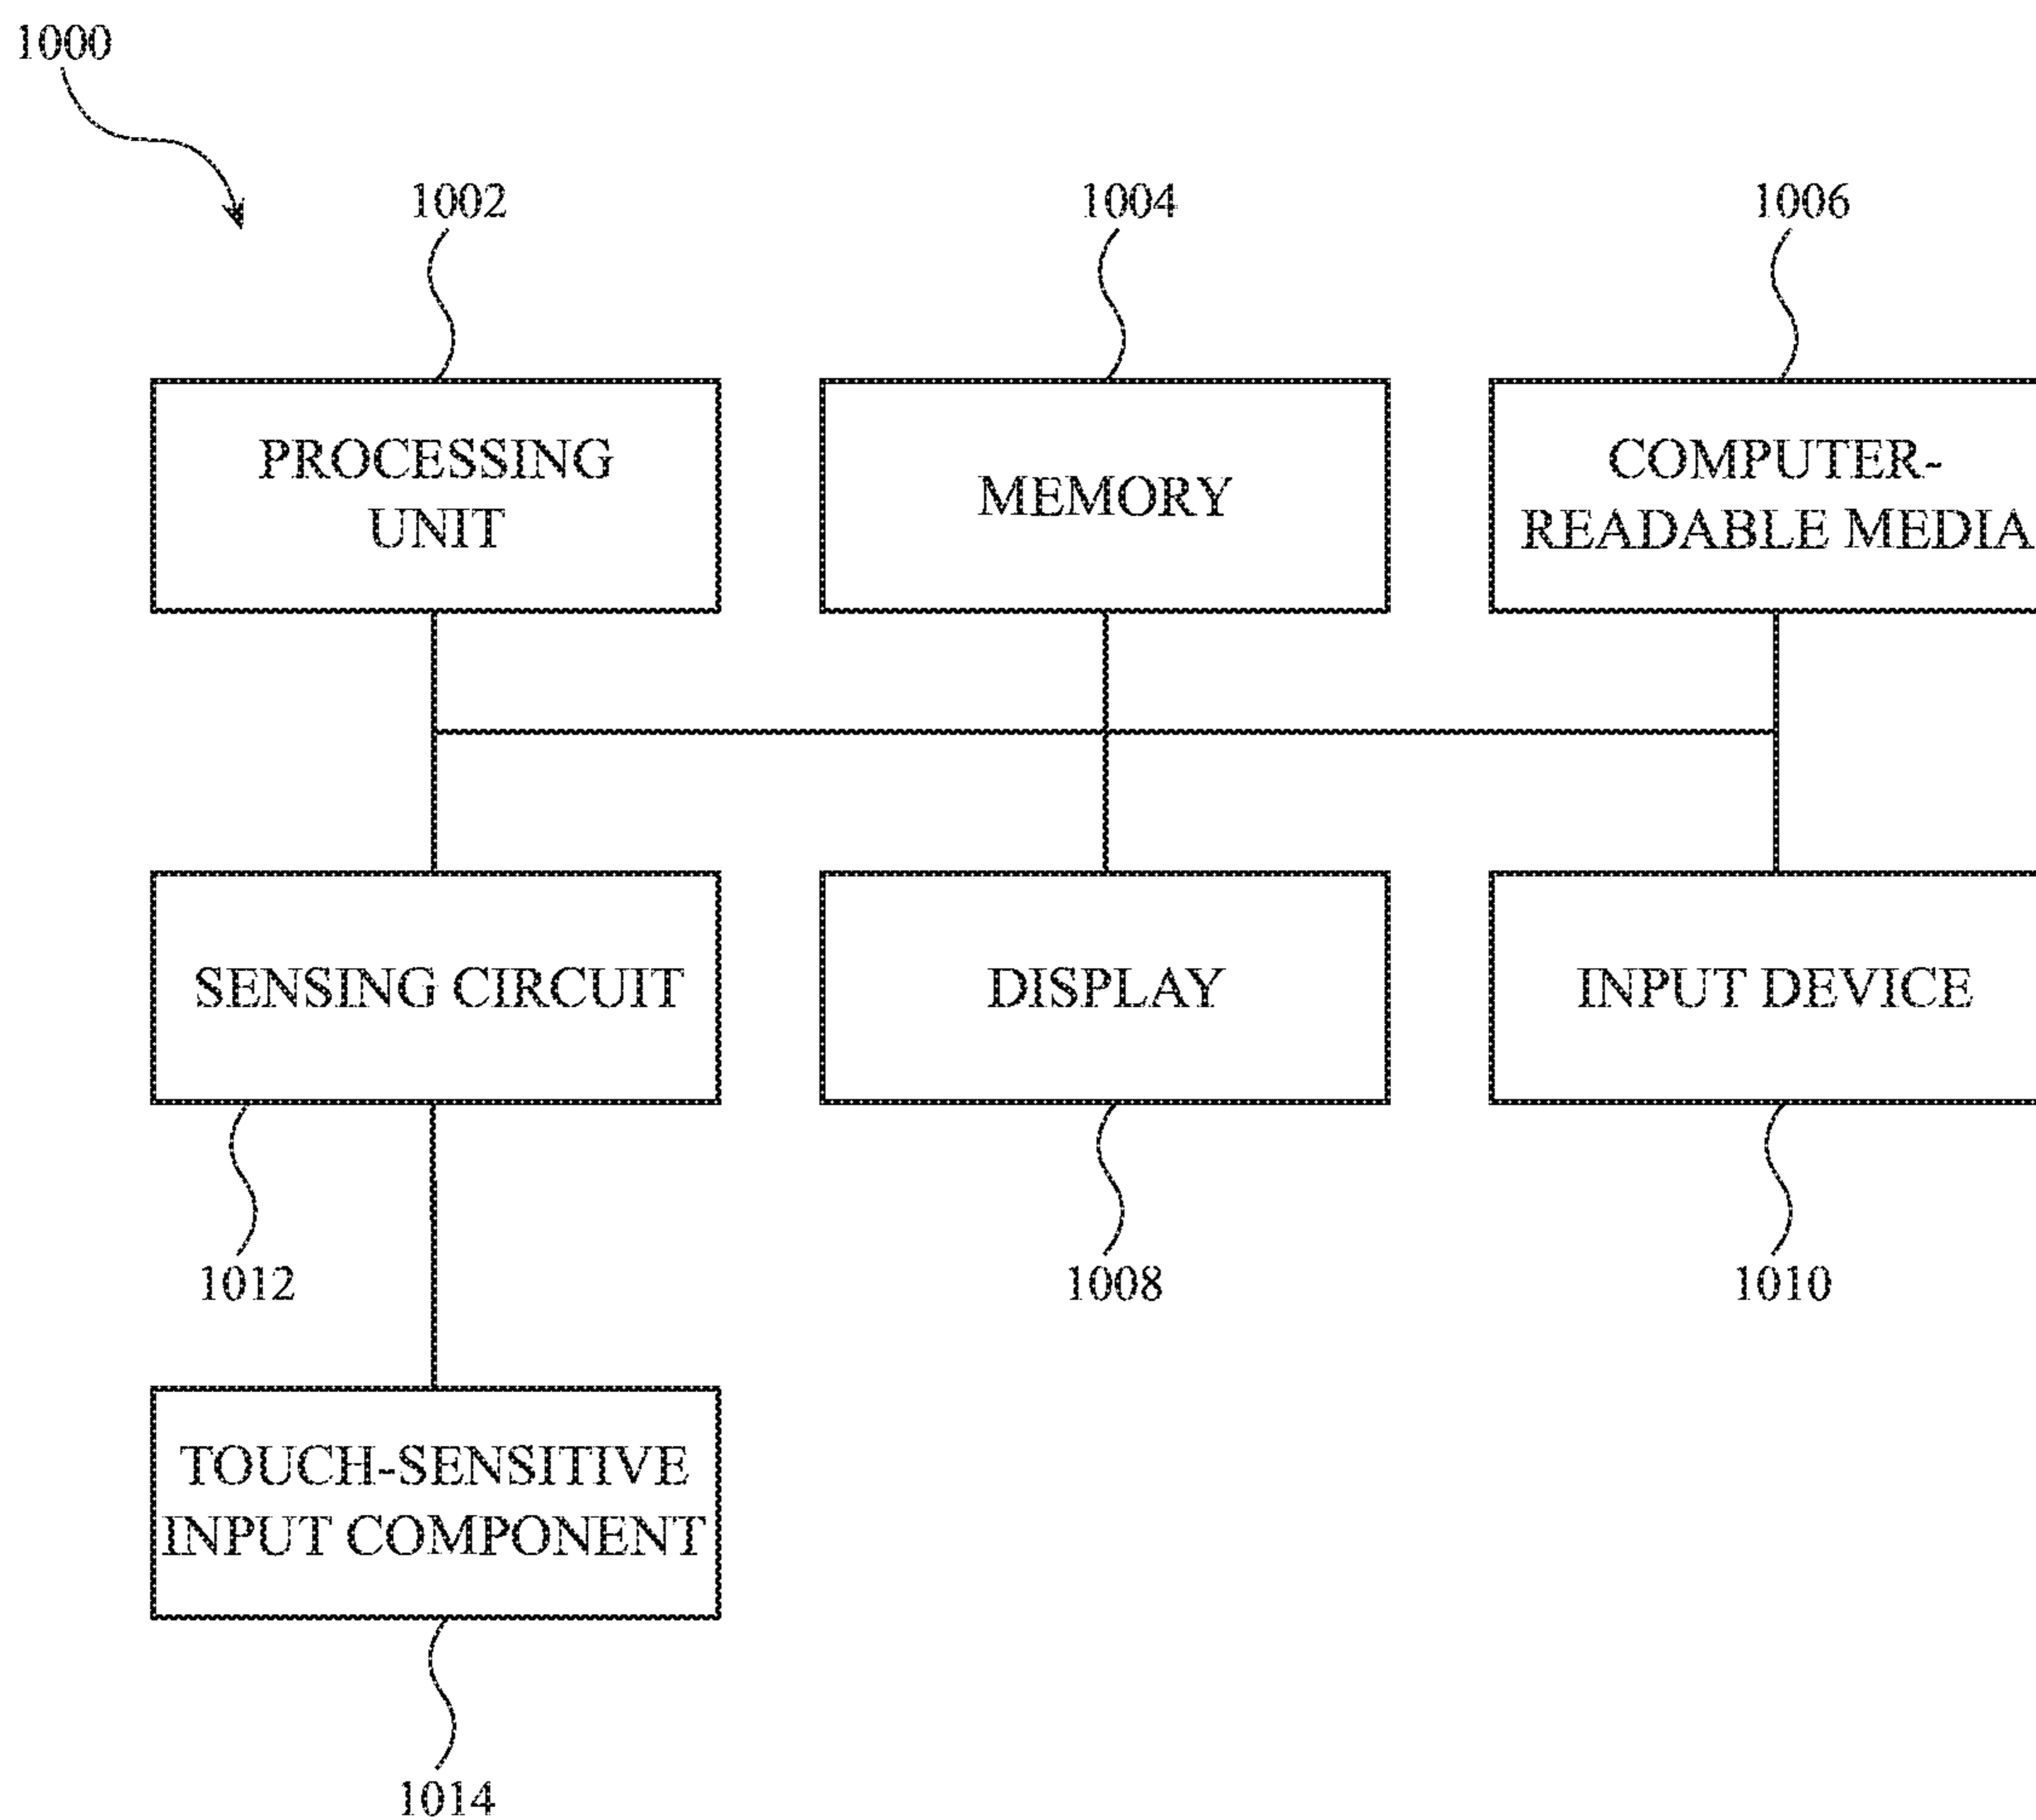 1000
1002
1004
1006
PROCESSING
UNIT
MEMORY
COMPUTER-
READABLE MEDIA
SENSING CIRCUIT
DISPLAY
INPUT DEVICE
1012
1008
1010
TOUCH-SENSITIVE
INPUT COMPONENT
1014